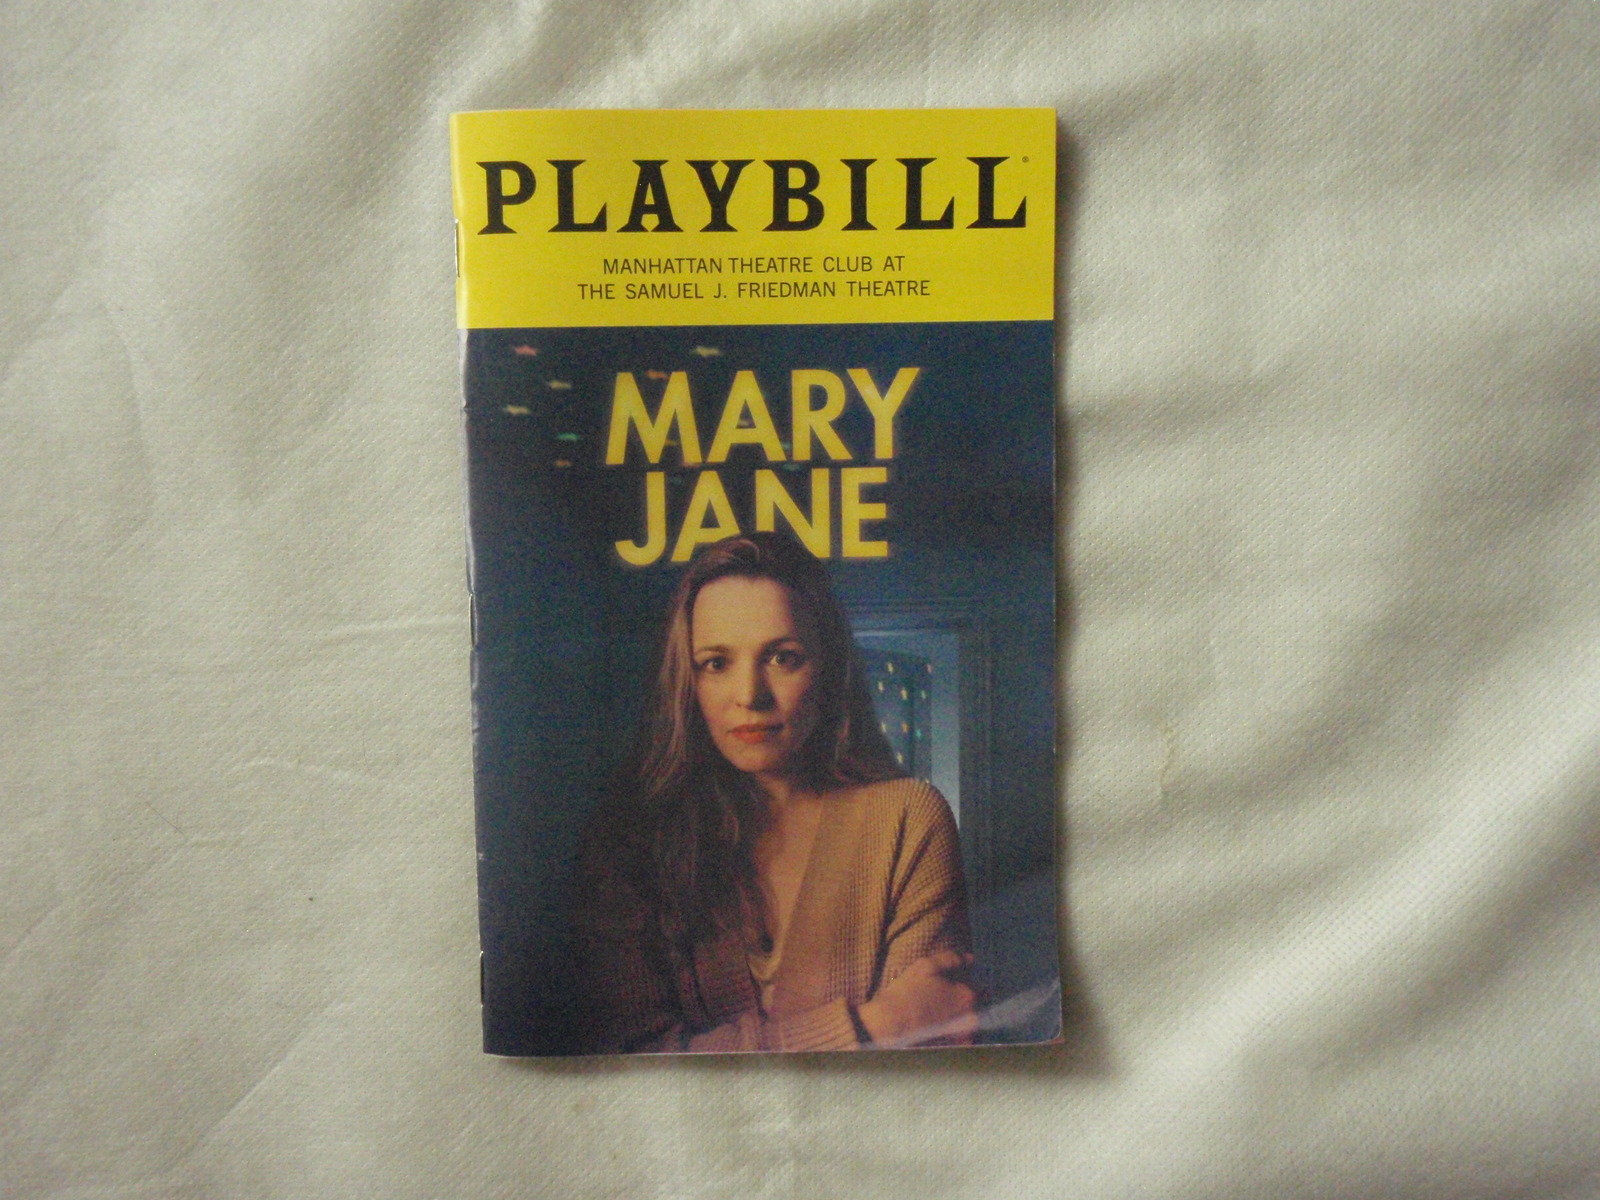 PLAYBILL®
MANHATTAN THEATRE CLUB AT
THE SAMUEL J. FRIEDMAN THEATRE
MARY
JANE